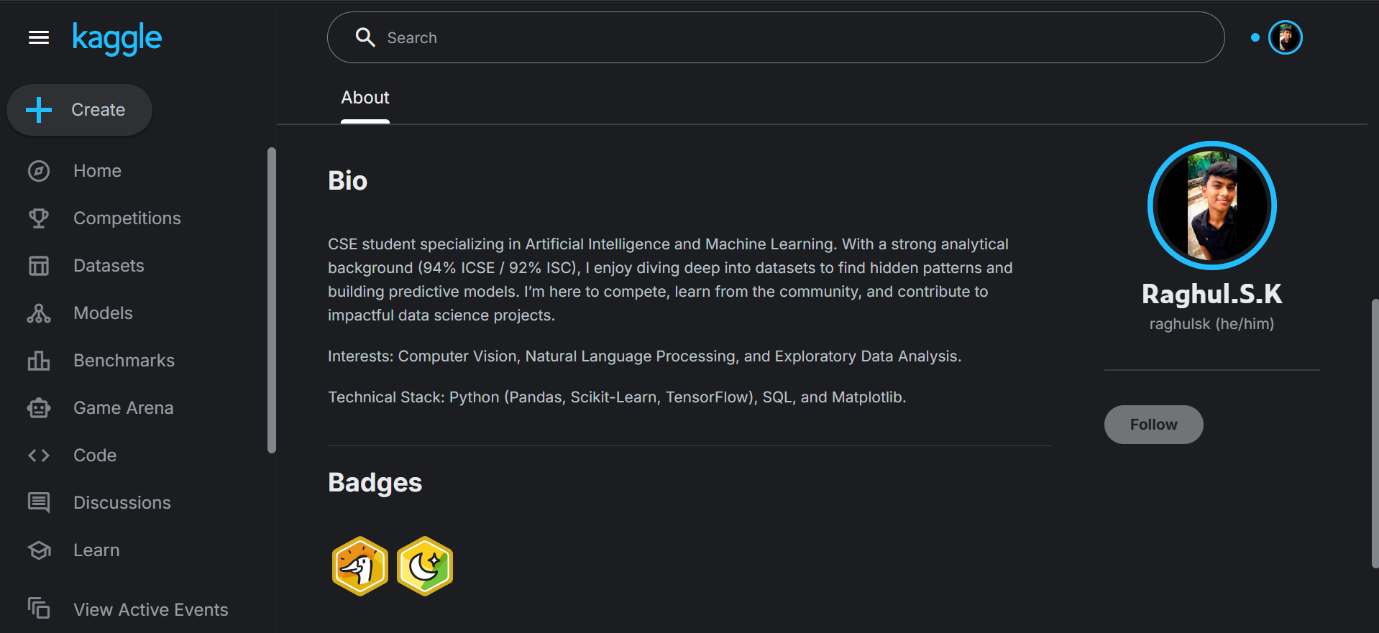 kaggle
Search
Create
Home
Competitions
Datasets
Models
Benchmarks
Game Arena
Code
Discussions
Learn
View Active Events
About
Bio
CSE student specializing in Artificial Intelligence and Machine Learning. With a strong analytical
background (94% ICSE / 92% ISC), I enjoy diving deep into datasets to find hidden patterns and
building predictive models. I’m here to compete, learn from the community, and contribute to
impactful data science projects.
Interests: Computer Vision, Natural Language Processing, and Exploratory Data Analysis.
Technical Stack: Python (Pandas, Scikit-Learn, TensorFlow), SQL, and Matplotlib.
Badges
Raghul.S.K
raghulsk (he/him)
Follow